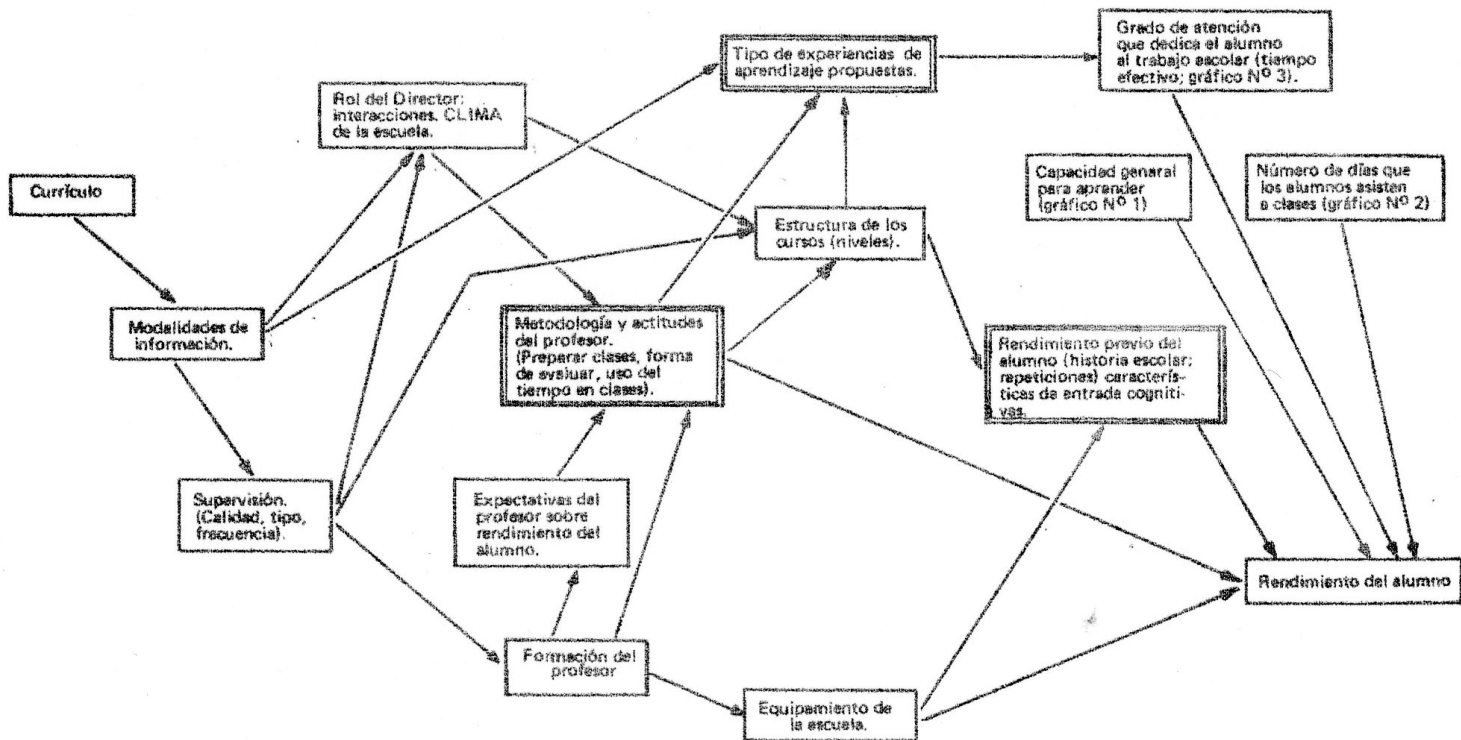 Grado de atención
que dedica el alumno
al trabajo escolar (tiempo
efectivo; gráfico Nº 3).
Tipo de experiencias de
aprendizaje propuestas.
Rol del Director:
interacciones. CLIMA
de la escuela.
Currículo
Capacidad general
para aprender
(gráfico Nº 1)
Número de días que
los alumnos asisten
a clases (gráfico Nº 2)
Estructura de los
cursos (niveles).
Modalidades de
información.
Metodología y actitudes
del profesor.
(Preparar clases, forma
de evaluar, uso del
tiempo en clases).
Rendimiento previo del
alumno (historia escolar;
repeticiones) caracterís-
ticas de entrada cogniti-
vas.
Supervisión.
(Calidad, tipo,
frecuencia).
Expectativas del
profesor sobre
rendimiento del
alumno.
Rendimiento del alumno
Formación del
profesor
Equipamiento de
la escuela.